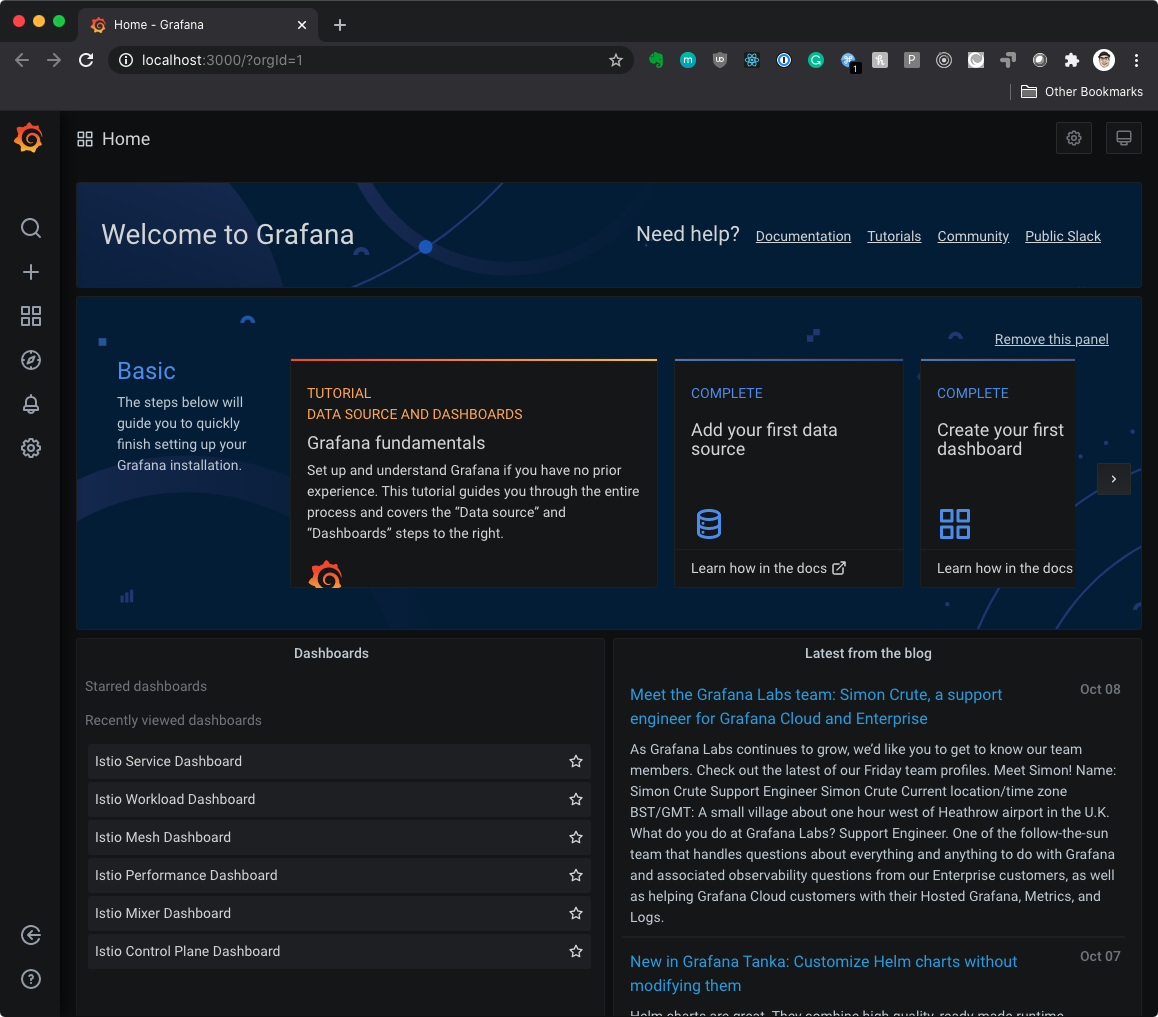 Home - Grafana
localhost:3000/?orgId=1
1
Other Bookmarks
Home
Welcome to Grafana
Need help?
Documentation
Tutorials
Community
Public Slack
Remove this panel
Basic
The steps below will
guide you to quickly
finish setting up your
Grafana installation.
TUTORIAL
DATA SOURCE AND DASHBOARDS
Grafana fundamentals
Set up and understand Grafana if you have no prior
experience. This tutorial guides you through the entire
process and covers the “Data source” and
“Dashboards” steps to the right.
COMPLETE
Add your first data
source
Learn how in the docs
COMPLETE
Create your first
dashboard
Learn how in the docs
Dashboards
Starred dashboards
Recently viewed dashboards
Istio Service Dashboard
Istio Workload Dashboard
Istio Mesh Dashboard
Istio Performance Dashboard
Istio Mixer Dashboard
Istio Control Plane Dashboard
Latest from the blog
Meet the Grafana Labs team: Simon Crute, a support
engineer for Grafana Cloud and Enterprise
Oct 08
As Grafana Labs continues to grow, we’d like you to get to know our team
members. Check out the latest of our Friday team profiles. Meet Simon! Name:
Simon Crute Support Engineer Simon Crute Current location/time zone
BST/GMT: A small village about one hour west of Heathrow airport in the U.K.
What do you do at Grafana Labs? Support Engineer. One of the follow-the-sun
team that handles questions about everything and anything to do with Grafana
and associated observability questions from our Enterprise customers, as well
as helping Grafana Cloud customers with their Hosted Grafana, Metrics, and
Logs.
New in Grafana Tanka: Customize Helm charts without
modifying them
Oct 07
Helm charts are great. They combine high-quality, ready-made runtime